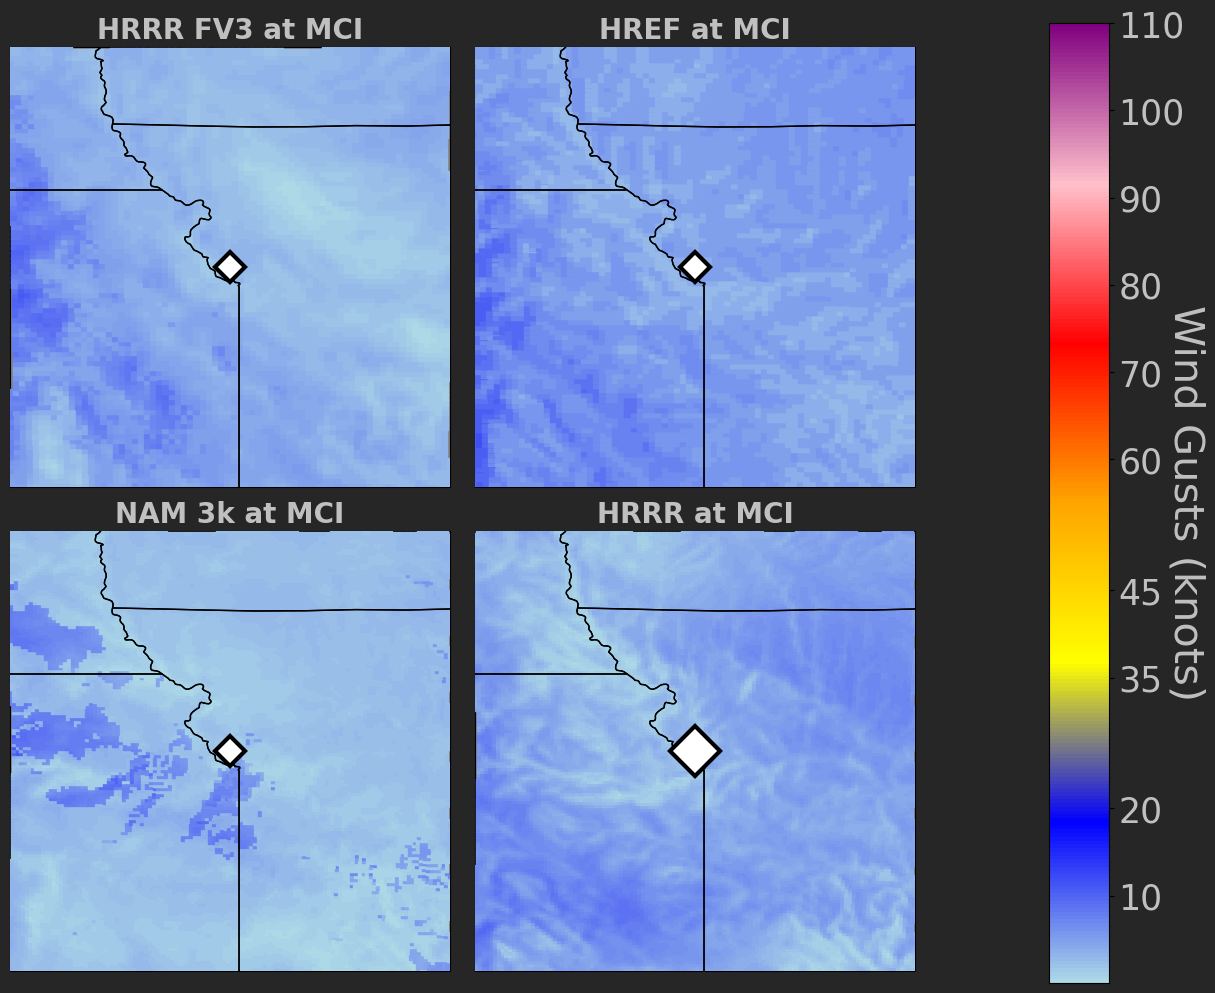 HRRR FV3 at MCI
HREF at MCI
NAM 3k at MCI
HRRR at MCI
110
100
90
80
70
60
45
35
20
10
Wind Gusts (knots)